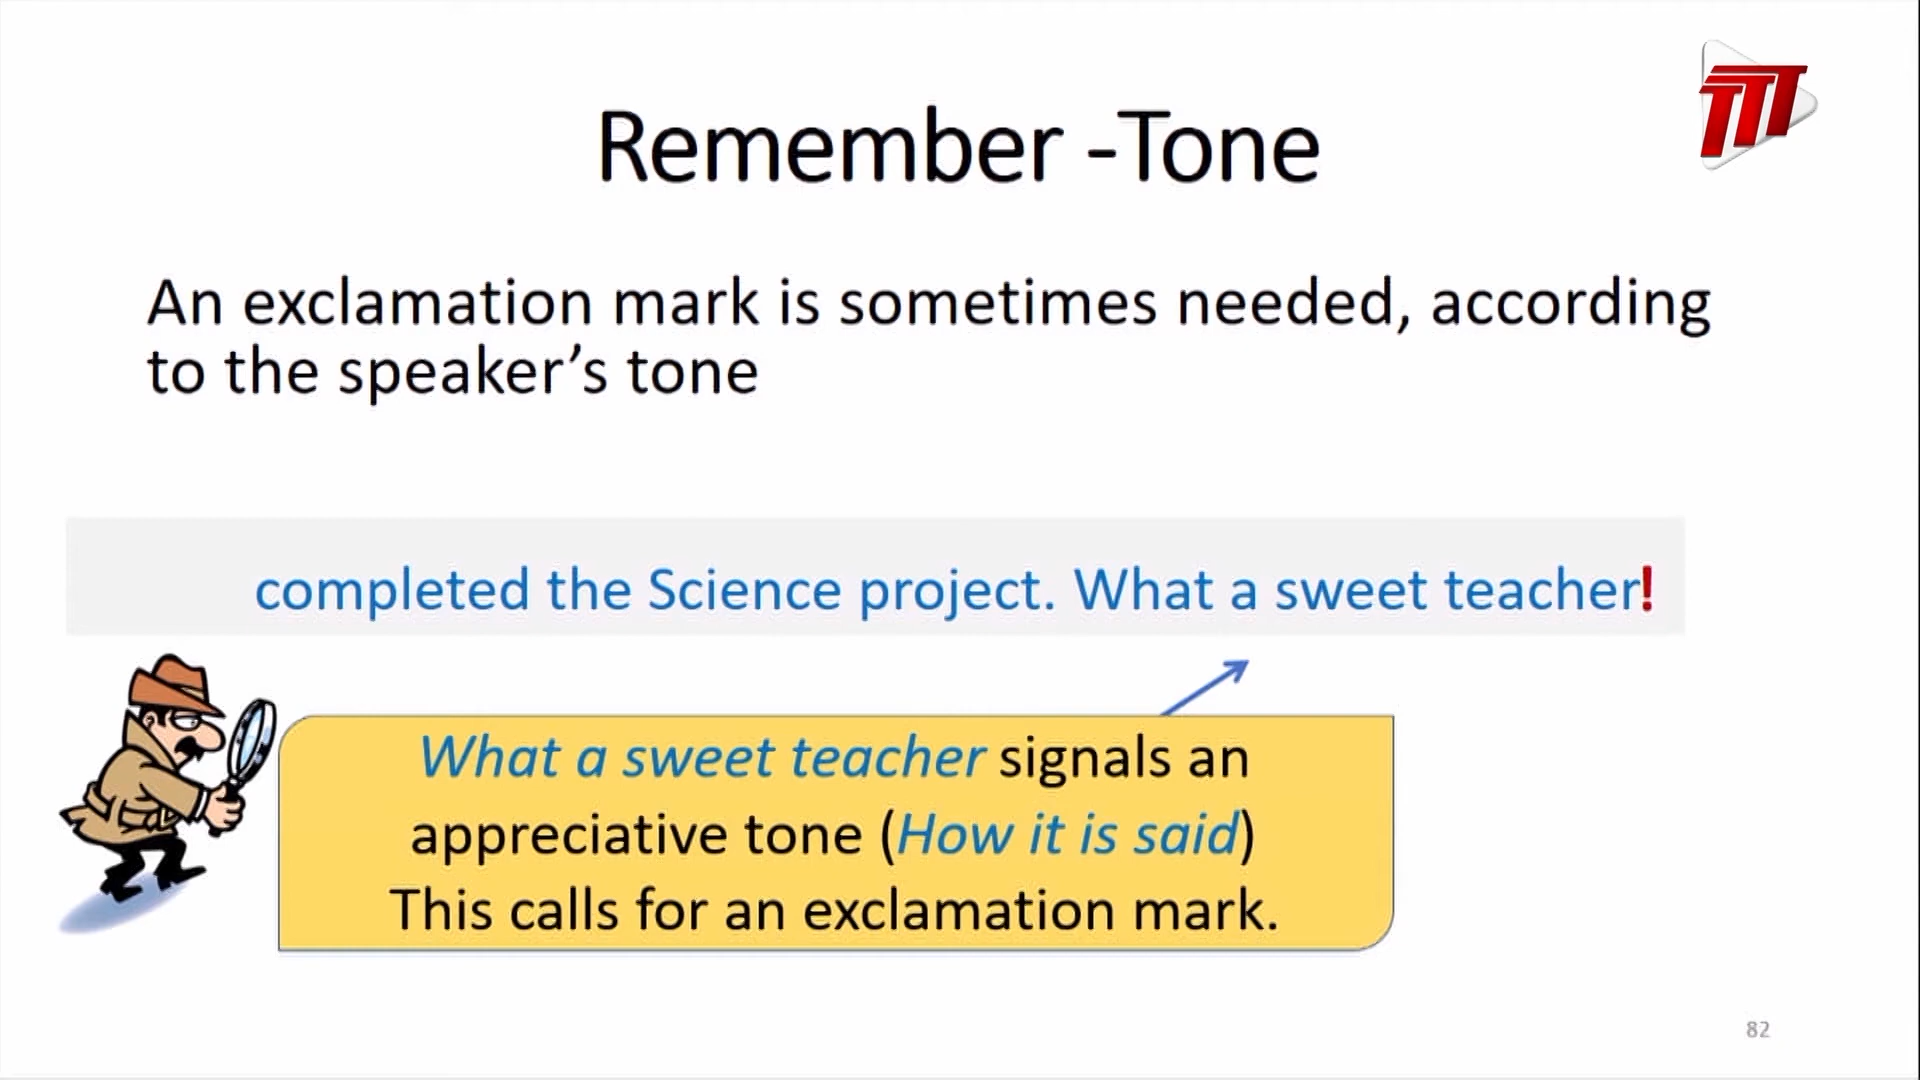 TTT
Remember -Tone
An exclamation mark is sometimes needed, according
to the speaker’s tone
completed the Science project. What a sweet teacher!
What a sweet teacher signals an
appreciative tone (How it is said)
This calls for an exclamation mark.
82